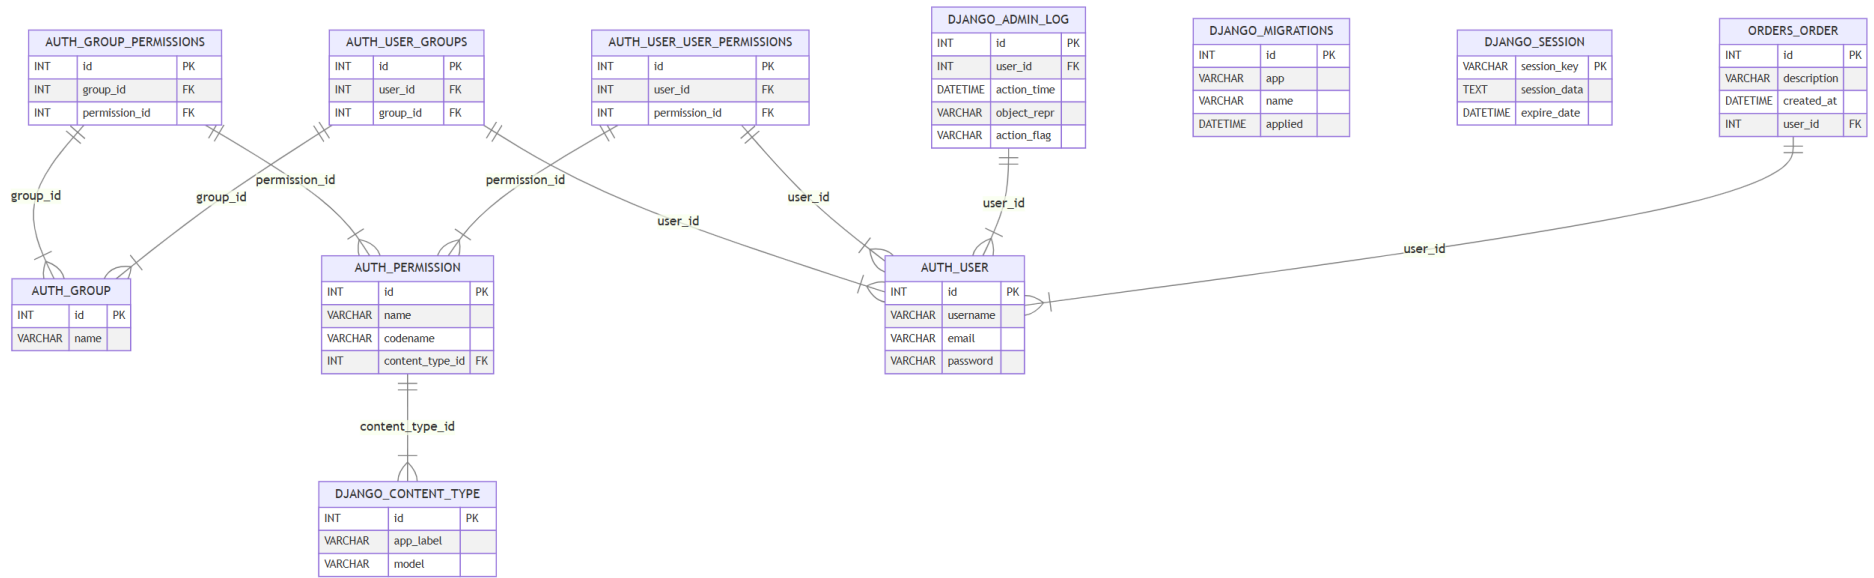 AUTH_GROUP_PERMISSIONS
INT id PK
INT group_id FK
INT permission_id FK
AUTH_USER_GROUPS
INT id PK
INT user_id FK
INT group_id FK
AUTH_USER_USER_PERMISSIONS
INT id PK
INT user_id FK
INT permission_id FK
DJANGO_ADMIN_LOG
INT id PK
INT user_id FK
DATETIME action_time
VARCHAR object_repr
VARCHAR action_flag
DJANGO_MIGRATIONS
INT id PK
VARCHAR app
VARCHAR name
DATETIME applied
DJANGO_SESSION
VARCHAR session_key PK
TEXT session_data
DATETIME expire_date
ORDERS_ORDER
INT id PK
VARCHAR description
DATETIME created_at
INT user_id FK
group_id
permission_id
group_id
permission_id
user_id
user_id
user_id
user_id
AUTH_GROUP
INT id PK
VARCHAR name
AUTH_PERMISSION
INT id PK
VARCHAR name
VARCHAR codename
INT content_type_id FK
AUTH_USER
INT id PK
VARCHAR username
VARCHAR email
VARCHAR password
content_type_id
DJANGO_CONTENT_TYPE
INT id PK
VARCHAR app_label
VARCHAR model